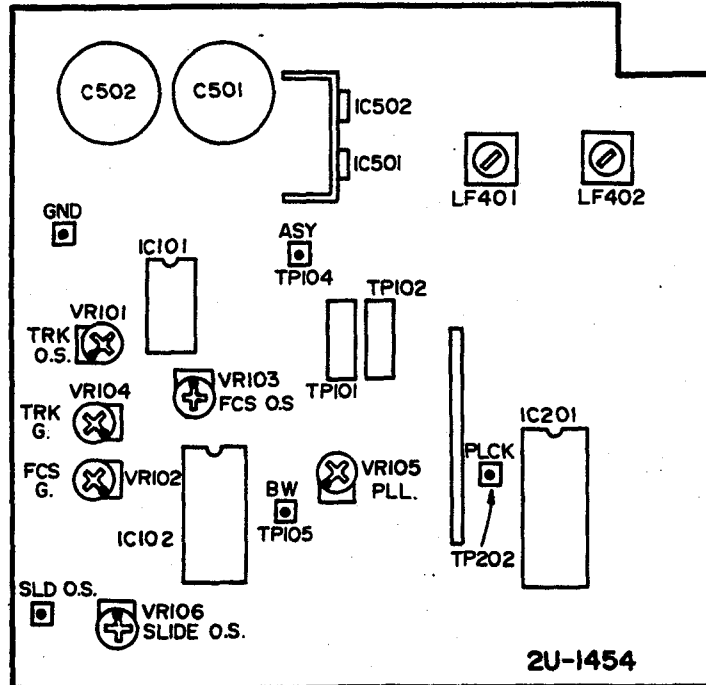 C502
C501
IC502
IC501
LF401
LF402
GND
IC101
ASY
TP104
TP102
VR101
TRK
O.S.
TP101
VR103
FCS O.S
VR104
TRK
G.
IC201
FCS
G.
VR102
VR105
PLL.
PLCK
BW
TP105
IC102
TP202
SLD O.S.
VR106
SLIDE O.S.
2U-1454